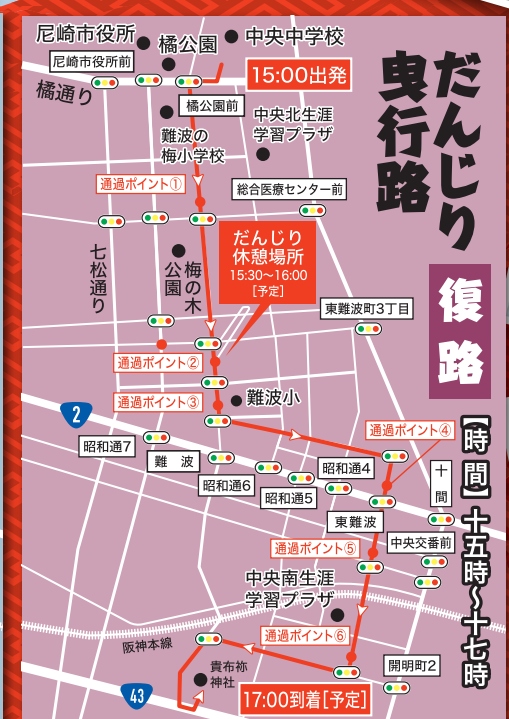 だんじり
曳行路
復路
【時間】十五時～十七時
尼崎市役所
橘公園
中央中学校
尼崎市役所前
15:00出発
橘通り
橘公園前
難波の
梅小学校
中央北生涯
学習プラザ
通過ポイント①
総合医療センター前
だんじり
休憩場所
15:30〜16:00
[予定]
七松通り
梅の木
公園
東難波町3丁目
通過ポイント②
通過ポイント③
難波小
2
通過ポイント④
昭和通7
難波
昭和通4
十間
昭和通6
昭和通5
東難波
中央交番前
通過ポイント⑤
中央南生涯
学習プラザ
通過ポイント⑥
阪神本線
貴布祢
神社
開明町2
43
17:00到着[予定]